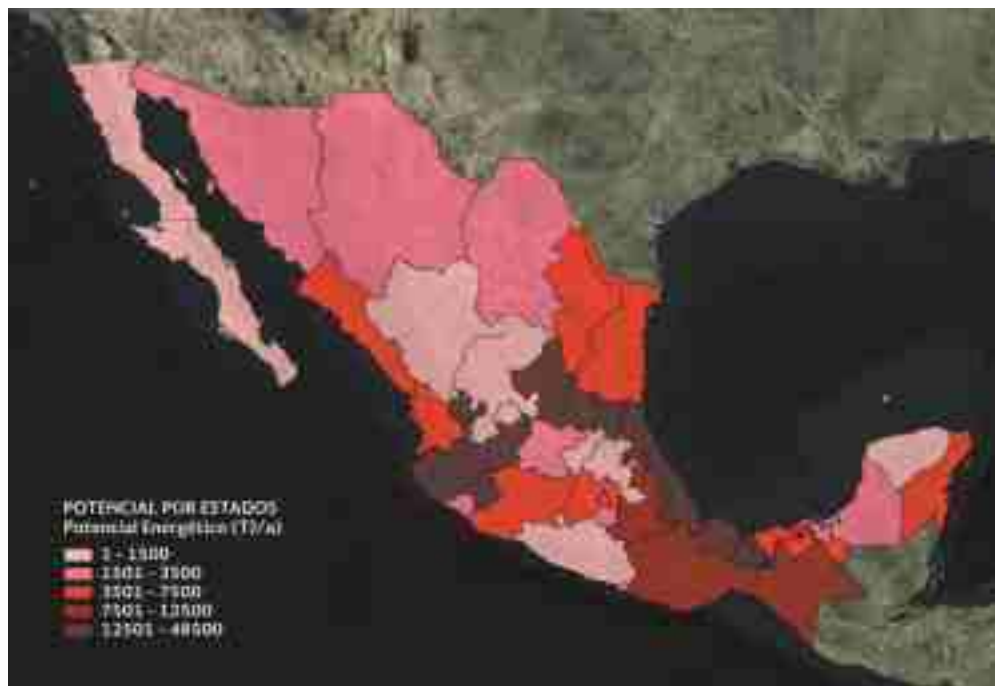 POTENCIAL POR ESTADOS
Potencial Energético (TJ/a)
1 - 1500
1501 - 3500
3501 - 7500
7501 - 12500
12501 - 48500